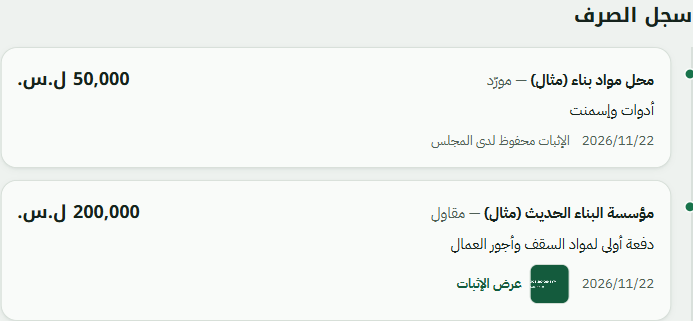 سجل الصرف
محل مواد بناء (مثال) — مورّد
50,000 ل.س.
أدوات وإسمنت
2026/11/22 الإثبات محفوظ لدى المجلس
مؤسسة البناء الحديث (مثال) — مقاول
200,000 ل.س.
دفعة أولى لمواد السقف وأجور العمال
2026/11/22 عرض الإثبات